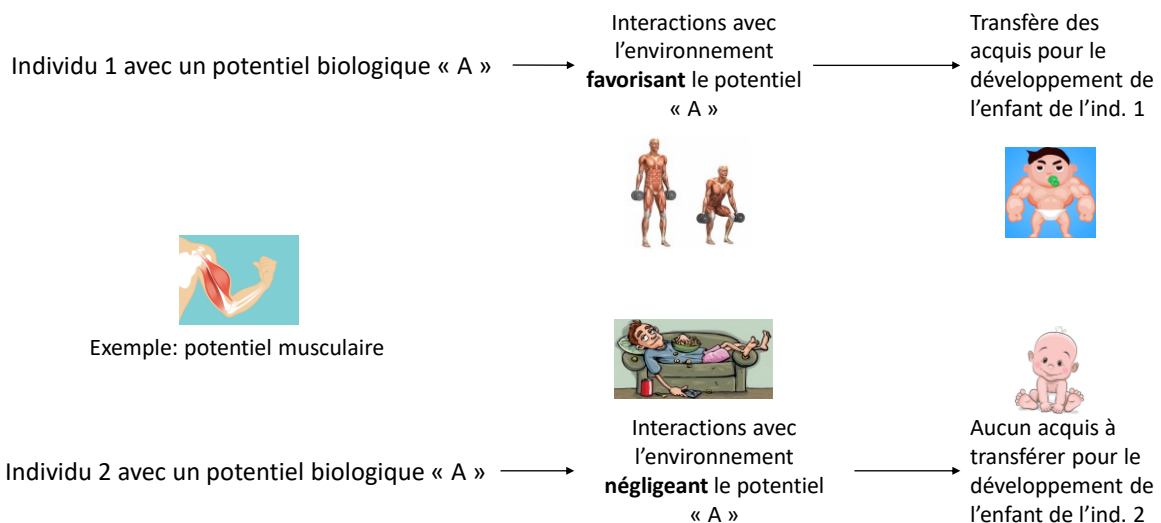 Individu 1 avec un potentiel biologique « A »
Interactions avec
l’environnement
favorisant le potentiel
« A »
Transfère des
acquis pour le
développement de
l’enfant de l’ind. 1
Exemple: potentiel musculaire
Individu 2 avec un potentiel biologique « A »
Interactions avec
l’environnement
négligeant le potentiel
« A »
Aucun acquis à
transférer pour le
développement de
l’enfant de l’ind. 2